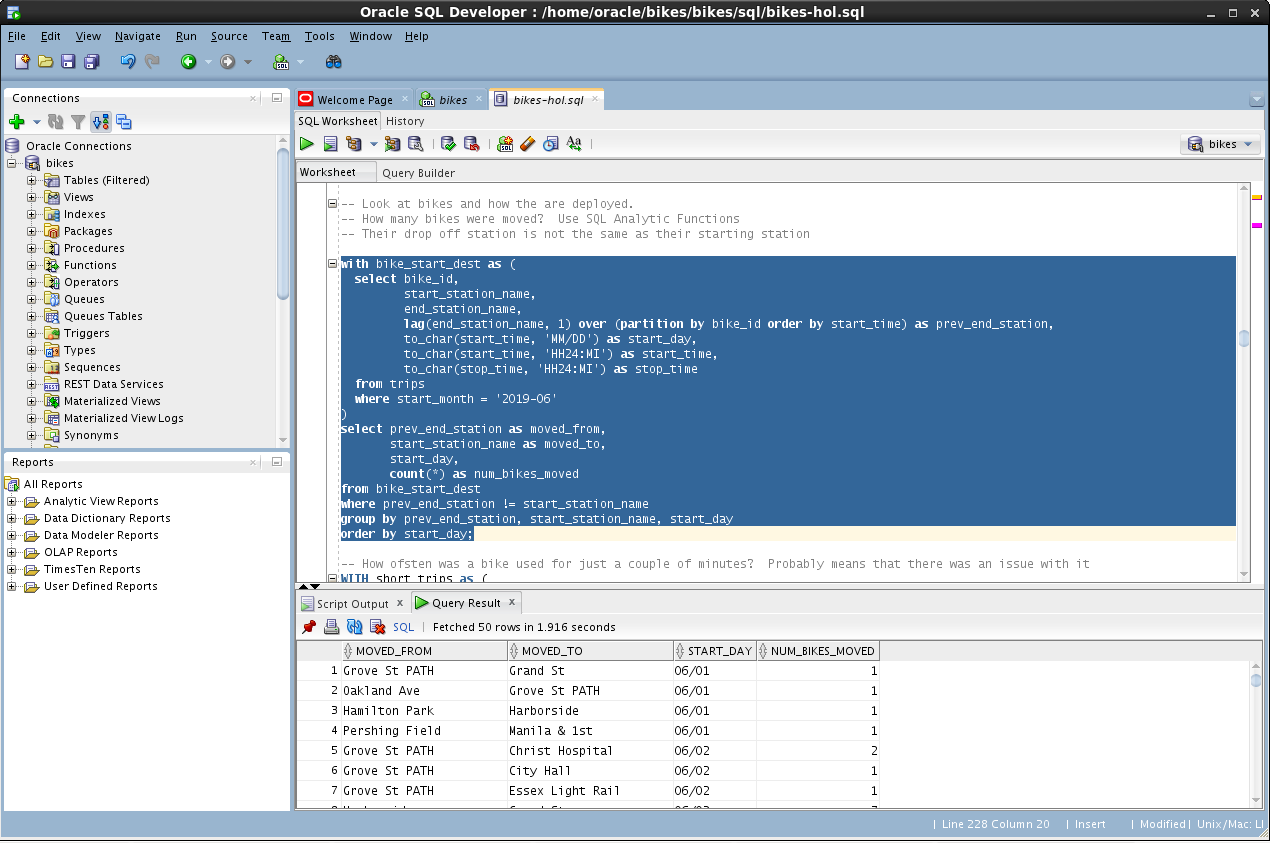 Oracle SQL Developer : /home/oracle/bikes/bikes/sql/bikes-hol.sql
File Edit View Navigate Run Source Team Tools Window Help
Connections
Oracle Connections
bikes
Tables (Filtered)
Views
Indexes
Packages
Procedures
Functions
Operators
Queues
Queues Tables
Triggers
Types
Sequences
REST Data Services
Materialized Views
Materialized View Logs
Synonyms
Reports
All Reports
Analytic View Reports
Data Dictionary Reports
Data Modeler Reports
OLAP Reports
TimesTen Reports
User Defined Reports
Welcome Page bikes bikes-hol.sql
SQL Worksheet History
bikes
Worksheet Query Builder
-- Look at bikes and how the are deployed.
-- How many bikes were moved?  Use SQL Analytic Functions
-- Their drop off station is not the same as their starting station
with bike_start_dest as (
select bike_id,
start_station_name,
end_station_name,
lag(end_station_name, 1) over (partition by bike_id order by start_time) as prev_end_station,
to_char(start_time, 'MM/DD') as start_day,
to_char(start_time, 'HH24:MI') as start_time,
to_char(stop_time, 'HH24:MI') as stop_time
from trips
where start_month = '2019-06'
)
select prev_end_station as moved_from,
start_station_name as moved_to,
start_day,
count(*) as num_bikes_moved
from bike_start_dest
where prev_end_station != start_station_name
group by prev_end_station, start_station_name, start_day
order by start_day;
-- How ofsten was a bike used for just a couple of minutes?  Probably means that there was an issue with it
WITH short_trips as (
Script Output x Query Result x
SQL | Fetched 50 rows in 1.916 seconds
MOVED_FROM MOVED_TO START_DAY NUM_BIKES_MOVED
1 Grove St PATH Grand St 06/01 1
2 Oakland Ave Grove St PATH 06/01 1
3 Hamilton Park Harborside 06/01 1
4 Pershing Field Manila & 1st 06/01 1
5 Grove St PATH Christ Hospital 06/02 2
6 Grove St PATH City Hall 06/02 1
7 Grove St PATH Essex Light Rail 06/02 1
| Line 228 Column 20 | Insert | Modified | Unix/Mac: LI